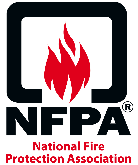 NFPA®
National Fire
Protection Association